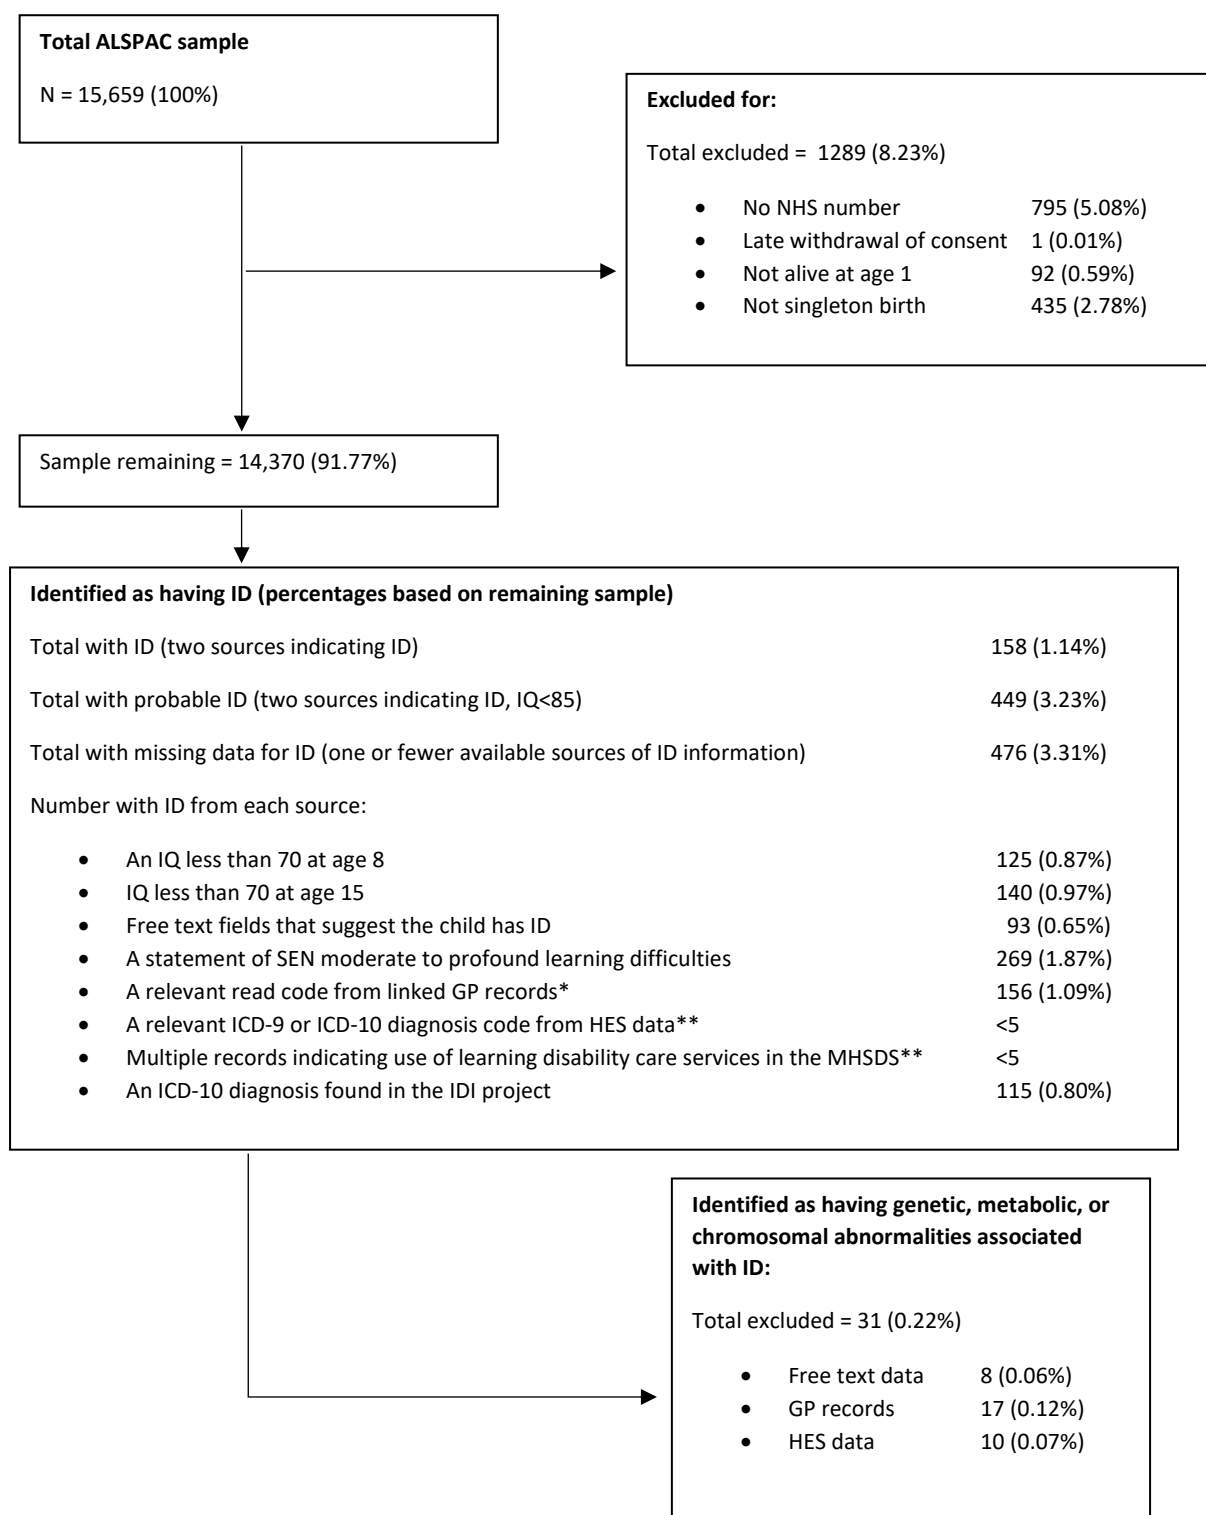 Total ALSPAC sample
N = 15,659 (100%)
Excluded for:
Total excluded =  1289 (8.23%)
• No NHS number 795 (5.08%)
• Late withdrawal of consent 1 (0.01%)
• Not alive at age 1 92 (0.59%)
• Not singleton birth 435 (2.78%)
Sample remaining = 14,370 (91.77%)
Identified as having ID (percentages based on remaining sample)
Total with ID (two sources indicating ID) 158 (1.14%)
Total with probable ID (two sources indicating ID, IQ<85) 449 (3.23%)
Total with missing data for ID (one or fewer available sources of ID information) 476 (3.31%)
Number with ID from each source:
• An IQ less than 70 at age 8 125 (0.87%)
• IQ less than 70 at age 15 140 (0.97%)
• Free text fields that suggest the child has ID 93 (0.65%)
• A statement of SEN moderate to profound learning difficulties 269 (1.87%)
• A relevant read code from linked GP records* 156 (1.09%)
• A relevant ICD-9 or ICD-10 diagnosis code from HES data** <5
• Multiple records indicating use of learning disability care services in the MHSDS** <5
• An ICD-10 diagnosis found in the IDI project 115 (0.80%)
Identified as having genetic, metabolic, or
chromosomal abnormalities associated
with ID:
Total excluded = 31 (0.22%)
• Free text data 8 (0.06%)
• GP records 17 (0.12%)
• HES data 10 (0.07%)